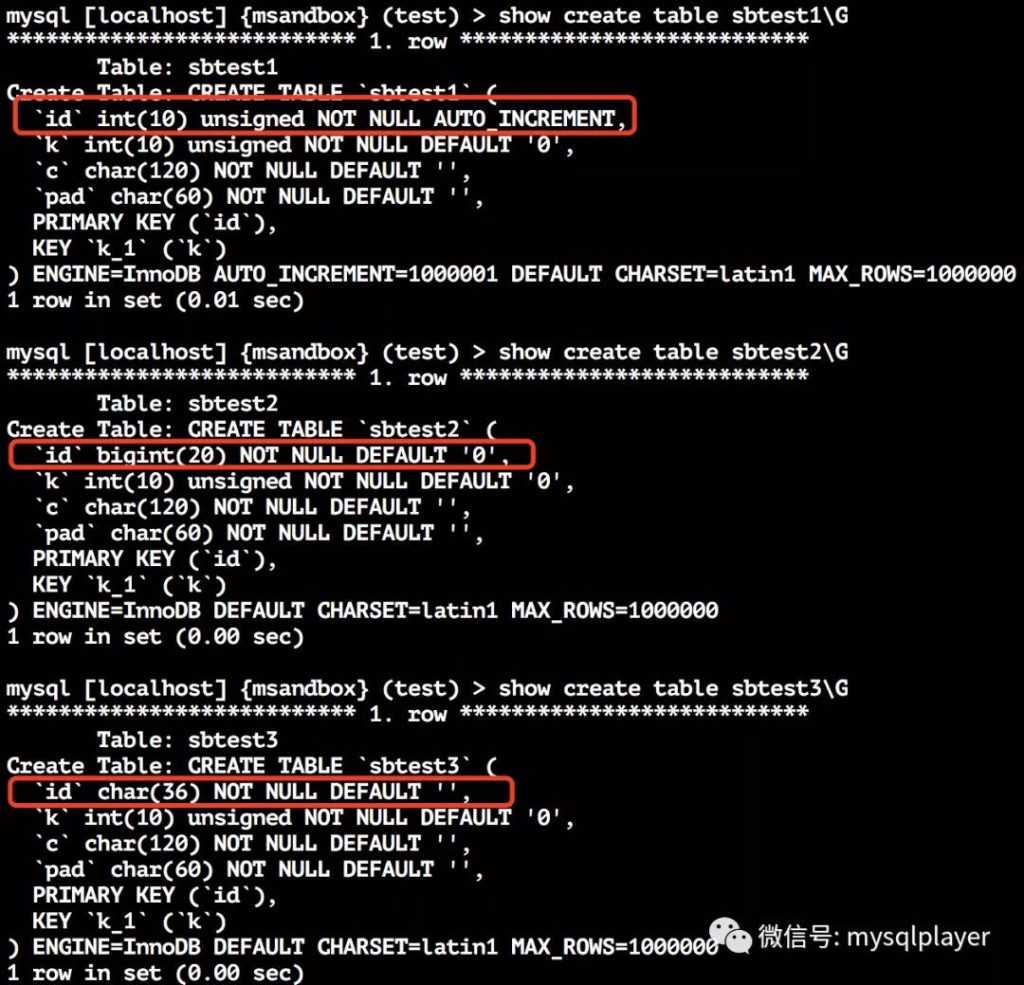 mysql [localhost] {msandbox} (test) > show create table sbtest1\G
*************************** 1. row ***************************
       Table: sbtest1
Create Table: CREATE TABLE `sbtest1` (
  `id` int(10) unsigned NOT NULL AUTO_INCREMENT,
  `k` int(10) unsigned NOT NULL DEFAULT '0',
  `c` char(120) NOT NULL DEFAULT '',
  `pad` char(60) NOT NULL DEFAULT '',
  PRIMARY KEY (`id`),
  KEY `k_1` (`k`)
) ENGINE=InnoDB AUTO_INCREMENT=1000001 DEFAULT CHARSET=latin1 MAX_ROWS=1000000
1 row in set (0.01 sec)

mysql [localhost] {msandbox} (test) > show create table sbtest2\G
*************************** 1. row ***************************
       Table: sbtest2
Create Table: CREATE TABLE `sbtest2` (
  `id` bigint(20) NOT NULL DEFAULT '0',
  `k` int(10) unsigned NOT NULL DEFAULT '0',
  `c` char(120) NOT NULL DEFAULT '',
  `pad` char(60) NOT NULL DEFAULT '',
  PRIMARY KEY (`id`),
  KEY `k_1` (`k`)
) ENGINE=InnoDB DEFAULT CHARSET=latin1 MAX_ROWS=1000000
1 row in set (0.00 sec)

mysql [localhost] {msandbox} (test) > show create table sbtest3\G
*************************** 1. row ***************************
       Table: sbtest3
Create Table: CREATE TABLE `sbtest3` (
  `id` char(36) NOT NULL DEFAULT '',
  `k` int(10) unsigned NOT NULL DEFAULT '0',
  `c` char(120) NOT NULL DEFAULT '',
  `pad` char(60) NOT NULL DEFAULT '',
  PRIMARY KEY (`id`),
  KEY `k_1` (`k`)
) ENGINE=InnoDB DEFAULT CHARSET=latin1 MAX_ROWS=1000000
微信号: mysqlplayer
1 row in set (0.00 sec)